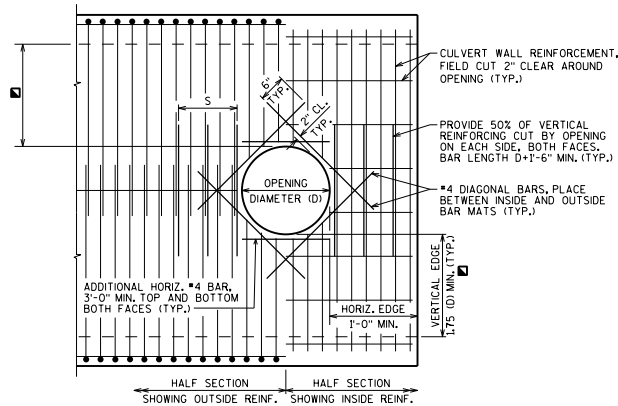 CULVERT WALL REINFORCEMENT,
FIELD CUT 2" CLEAR AROUND
OPENING (TYP.)
6"
TYP.
S
2" CL.
TYP.
PROVIDE 50% OF VERTICAL
REINFORCING CUT BY OPENING
ON EACH SIDE, BOTH FACES.
BAR LENGTH D+1'-6" MIN. (TYP.)
OPENING
DIAMETER (D)
#4 DIAGONAL BARS, PLACE
BETWEEN INSIDE AND OUTSIDE
BAR MATS (TYP.)
ADDITIONAL HORIZ. #4 BAR,
3'-0" MIN. TOP AND BOTTOM
BOTH FACES (TYP.)
HORIZ. EDGE
1'-0" MIN.
VERTICAL EDGE
1.75 (D) MIN. (TYP.)
HALF SECTION
SHOWING OUTSIDE REINF.
HALF SECTION
SHOWING INSIDE REINF.